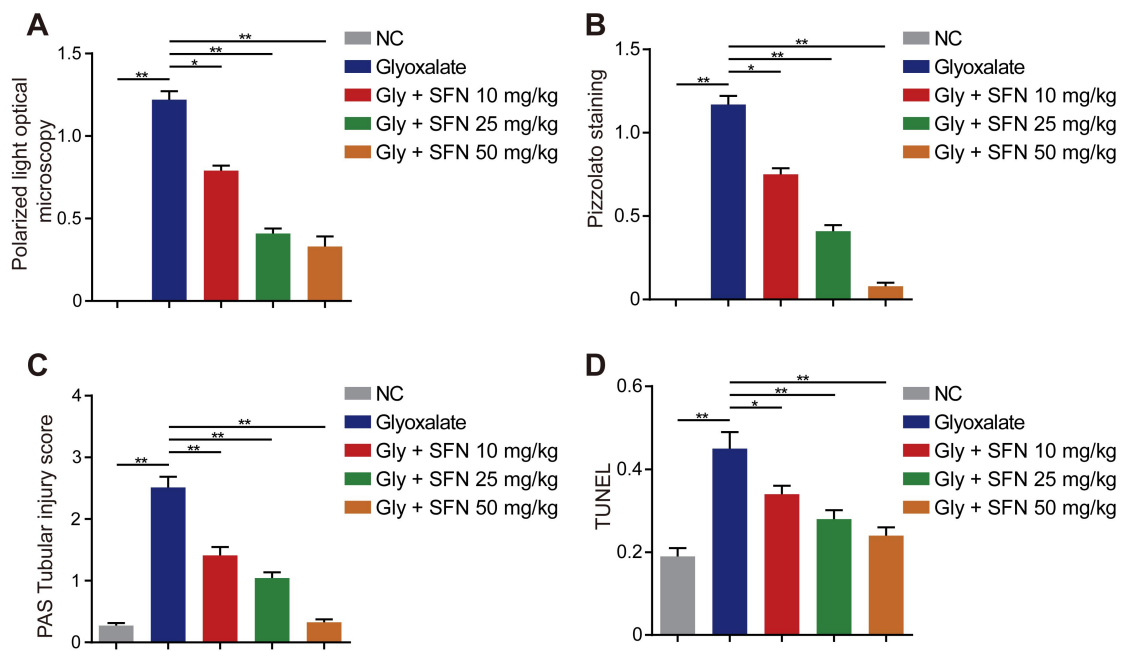 A
Polarized light optical
microscopy
1.5
1.0
0.5
0
**
*
**
**
NC
Glyoxalate
Gly + SFN 10 mg/kg
Gly + SFN 25 mg/kg
Gly + SFN 50 mg/kg
B
Pizzolato staining
1.5
1.0
0.5
0
**
*
**
**
NC
Glyoxalate
Gly + SFN 10 mg/kg
Gly + SFN 25 mg/kg
Gly + SFN 50 mg/kg
C
PAS Tubular injury score
4
3
2
1
0
**
**
**
**
NC
Glyoxalate
Gly + SFN 10 mg/kg
Gly + SFN 25 mg/kg
Gly + SFN 50 mg/kg
D
TUNEL
0.6
0.4
0.2
0
**
*
**
**
NC
Glyoxalate
Gly + SFN 10 mg/kg
Gly + SFN 25 mg/kg
Gly + SFN 50 mg/kg